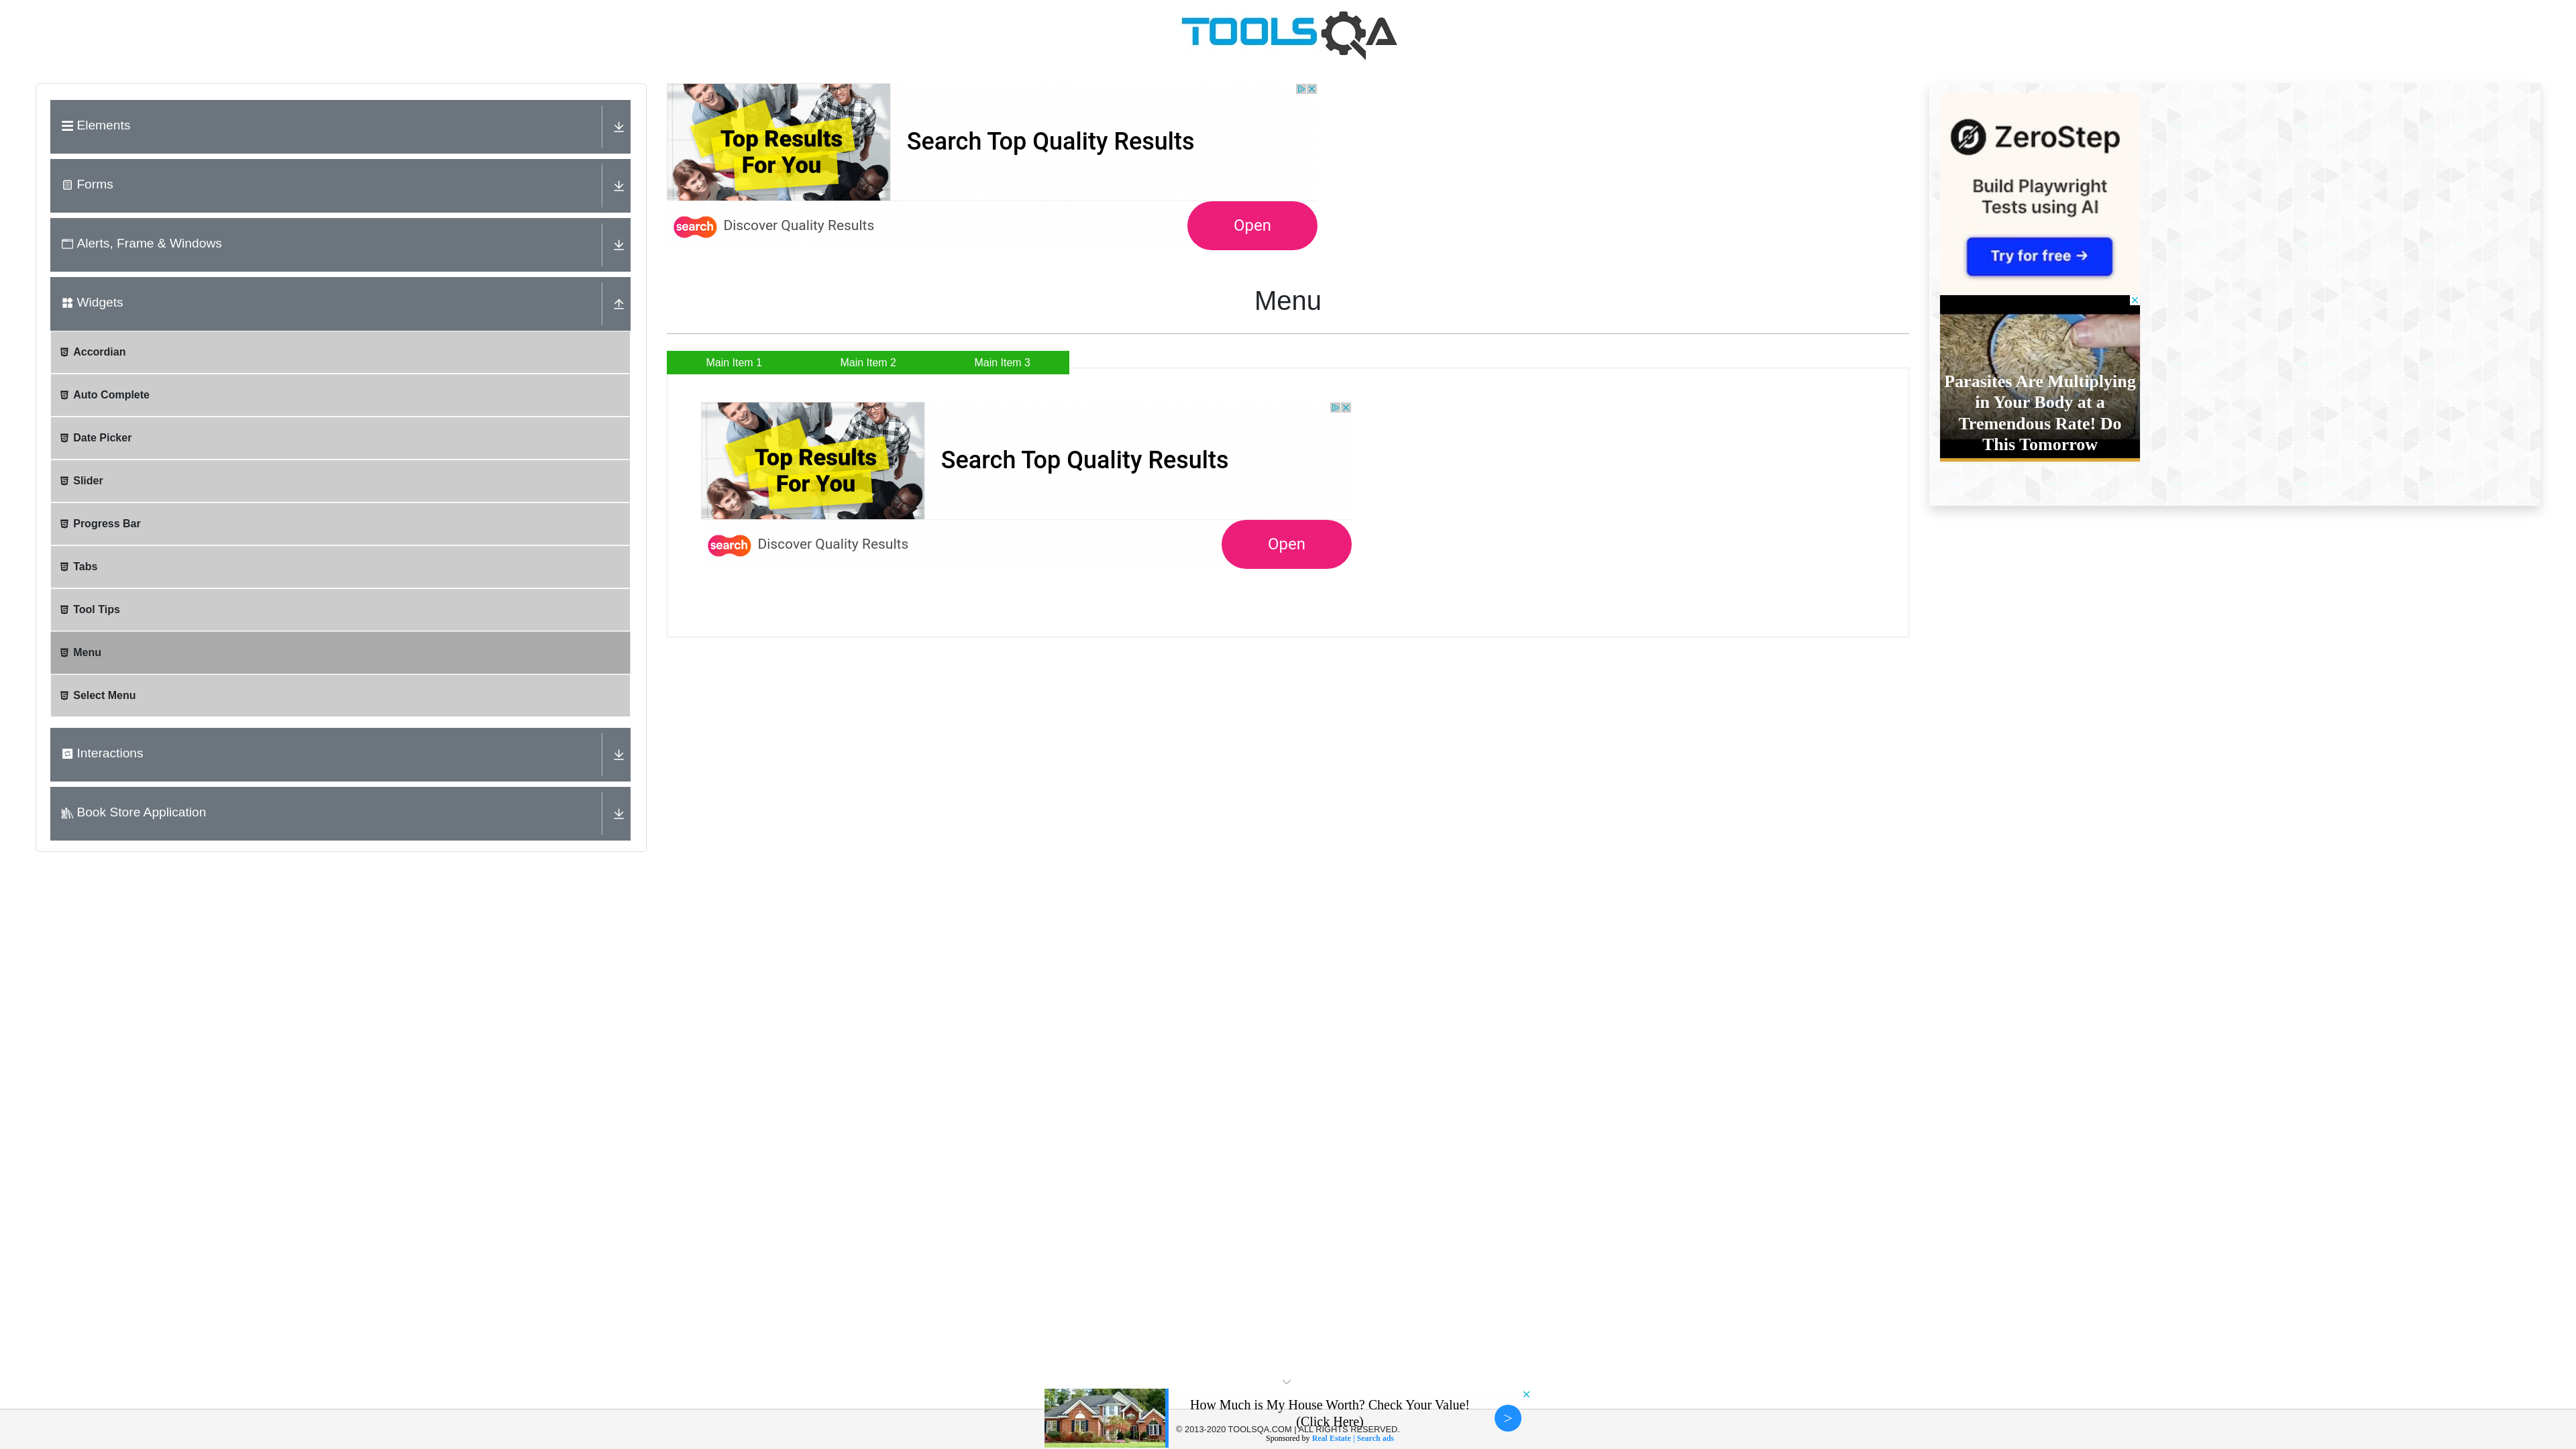 TOOLSQA
Elements
Forms
Alerts, Frame & Windows
Widgets
Accordian
Auto Complete
Date Picker
Slider
Progress Bar
Tabs
Tool Tips
Menu
Select Menu
Interactions
Book Store Application
Top Results
For You
Search Top Quality Results
search
Discover Quality Results
Open
Menu
Main Item 1
Main Item 2
Main Item 3
Top Results
For You
Search Top Quality Results
search
Discover Quality Results
Open
ZeroStep
Build Playwright
Tests using AI
Try for free →
Parasites Are Multiplying
in Your Body at a
Tremendous Rate! Do
This Tomorrow
How Much is My House Worth? Check Your Value!
(Click Here)
>
© 2013-2020 TOOLSQA.COM | ALL RIGHTS RESERVED.
Sponsored by Real Estate | Search ads